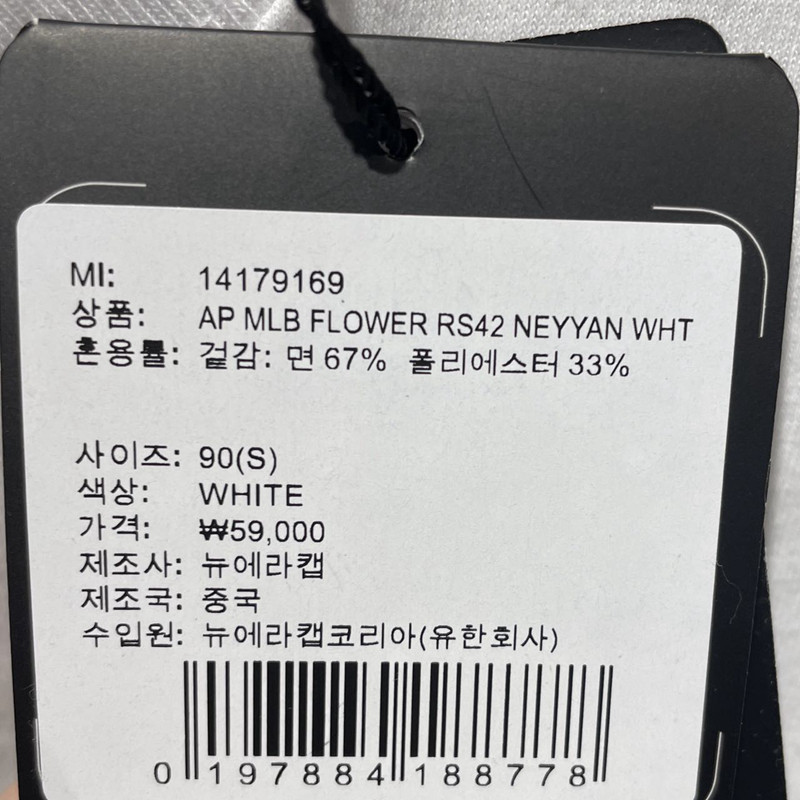 MI: 14179169
상품: AP MLB FLOWER RS42 NEYYAN WHT
혼용률: 겉감: 면 67% 폴리에스터 33%
사이즈: 90(S)
색상: WHITE
가격: ₩59,000
제조사: 뉴에라캡
제조국: 중국
수입원: 뉴에라캡코리아(유한회사)
0 197884 188778